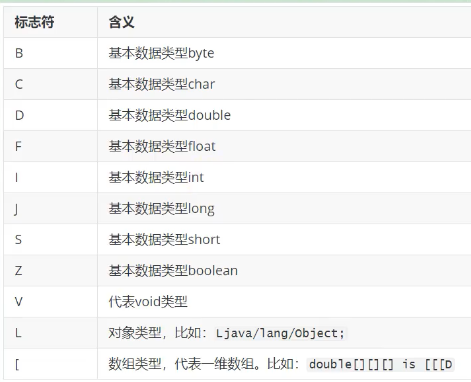 标志符 含义
B 基本数据类型byte
C 基本数据类型char
D 基本数据类型double
F 基本数据类型float
I 基本数据类型int
J 基本数据类型long
S 基本数据类型short
Z 基本数据类型boolean
V 代表void类型
L 对象类型，比如：Ljava/lang/Object;
[ 数组类型，代表一维数组。比如：double[][][] is [[[D